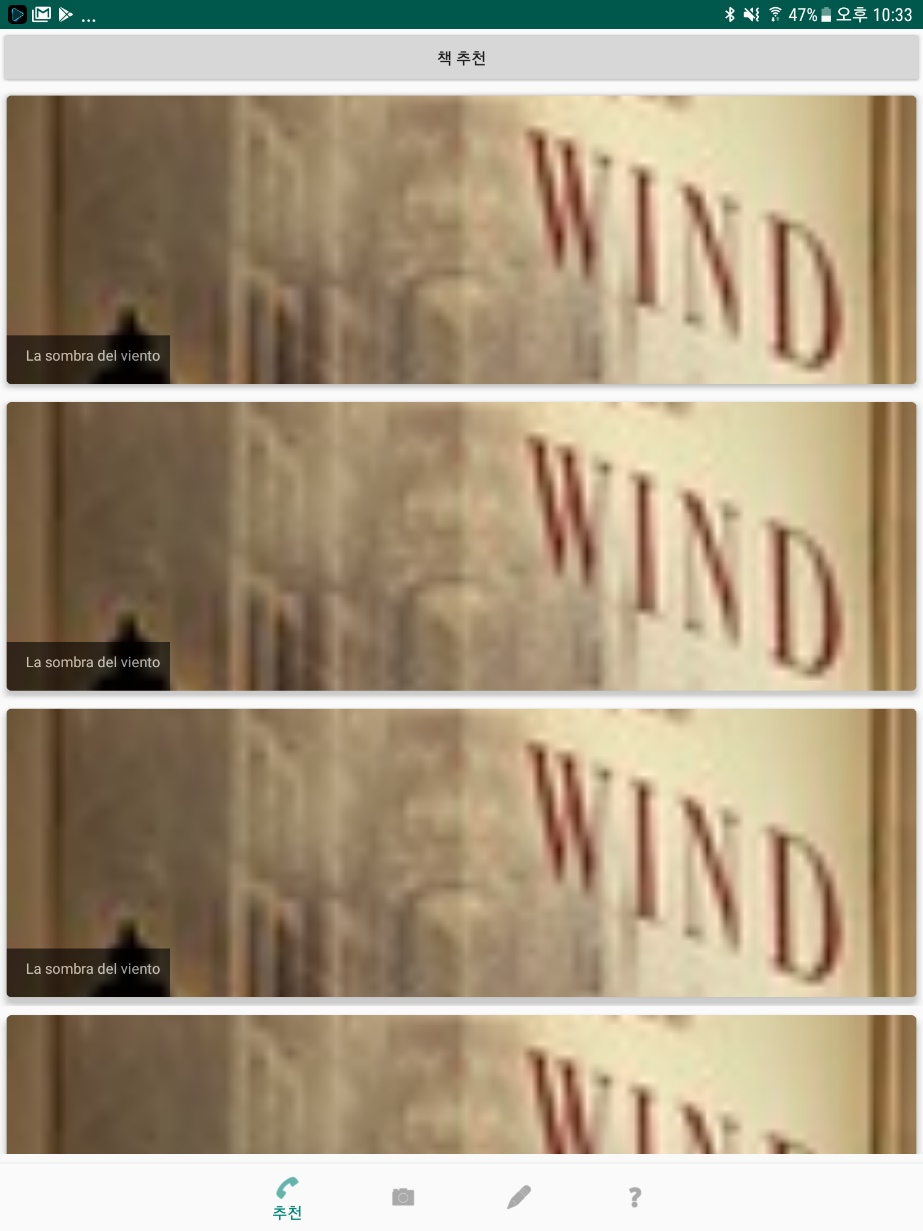 ... 47% 오후 10:33
책 추천
WIND
La sombra del viento
WIND
La sombra del viento
WIND
La sombra del viento
WIND
추천
?